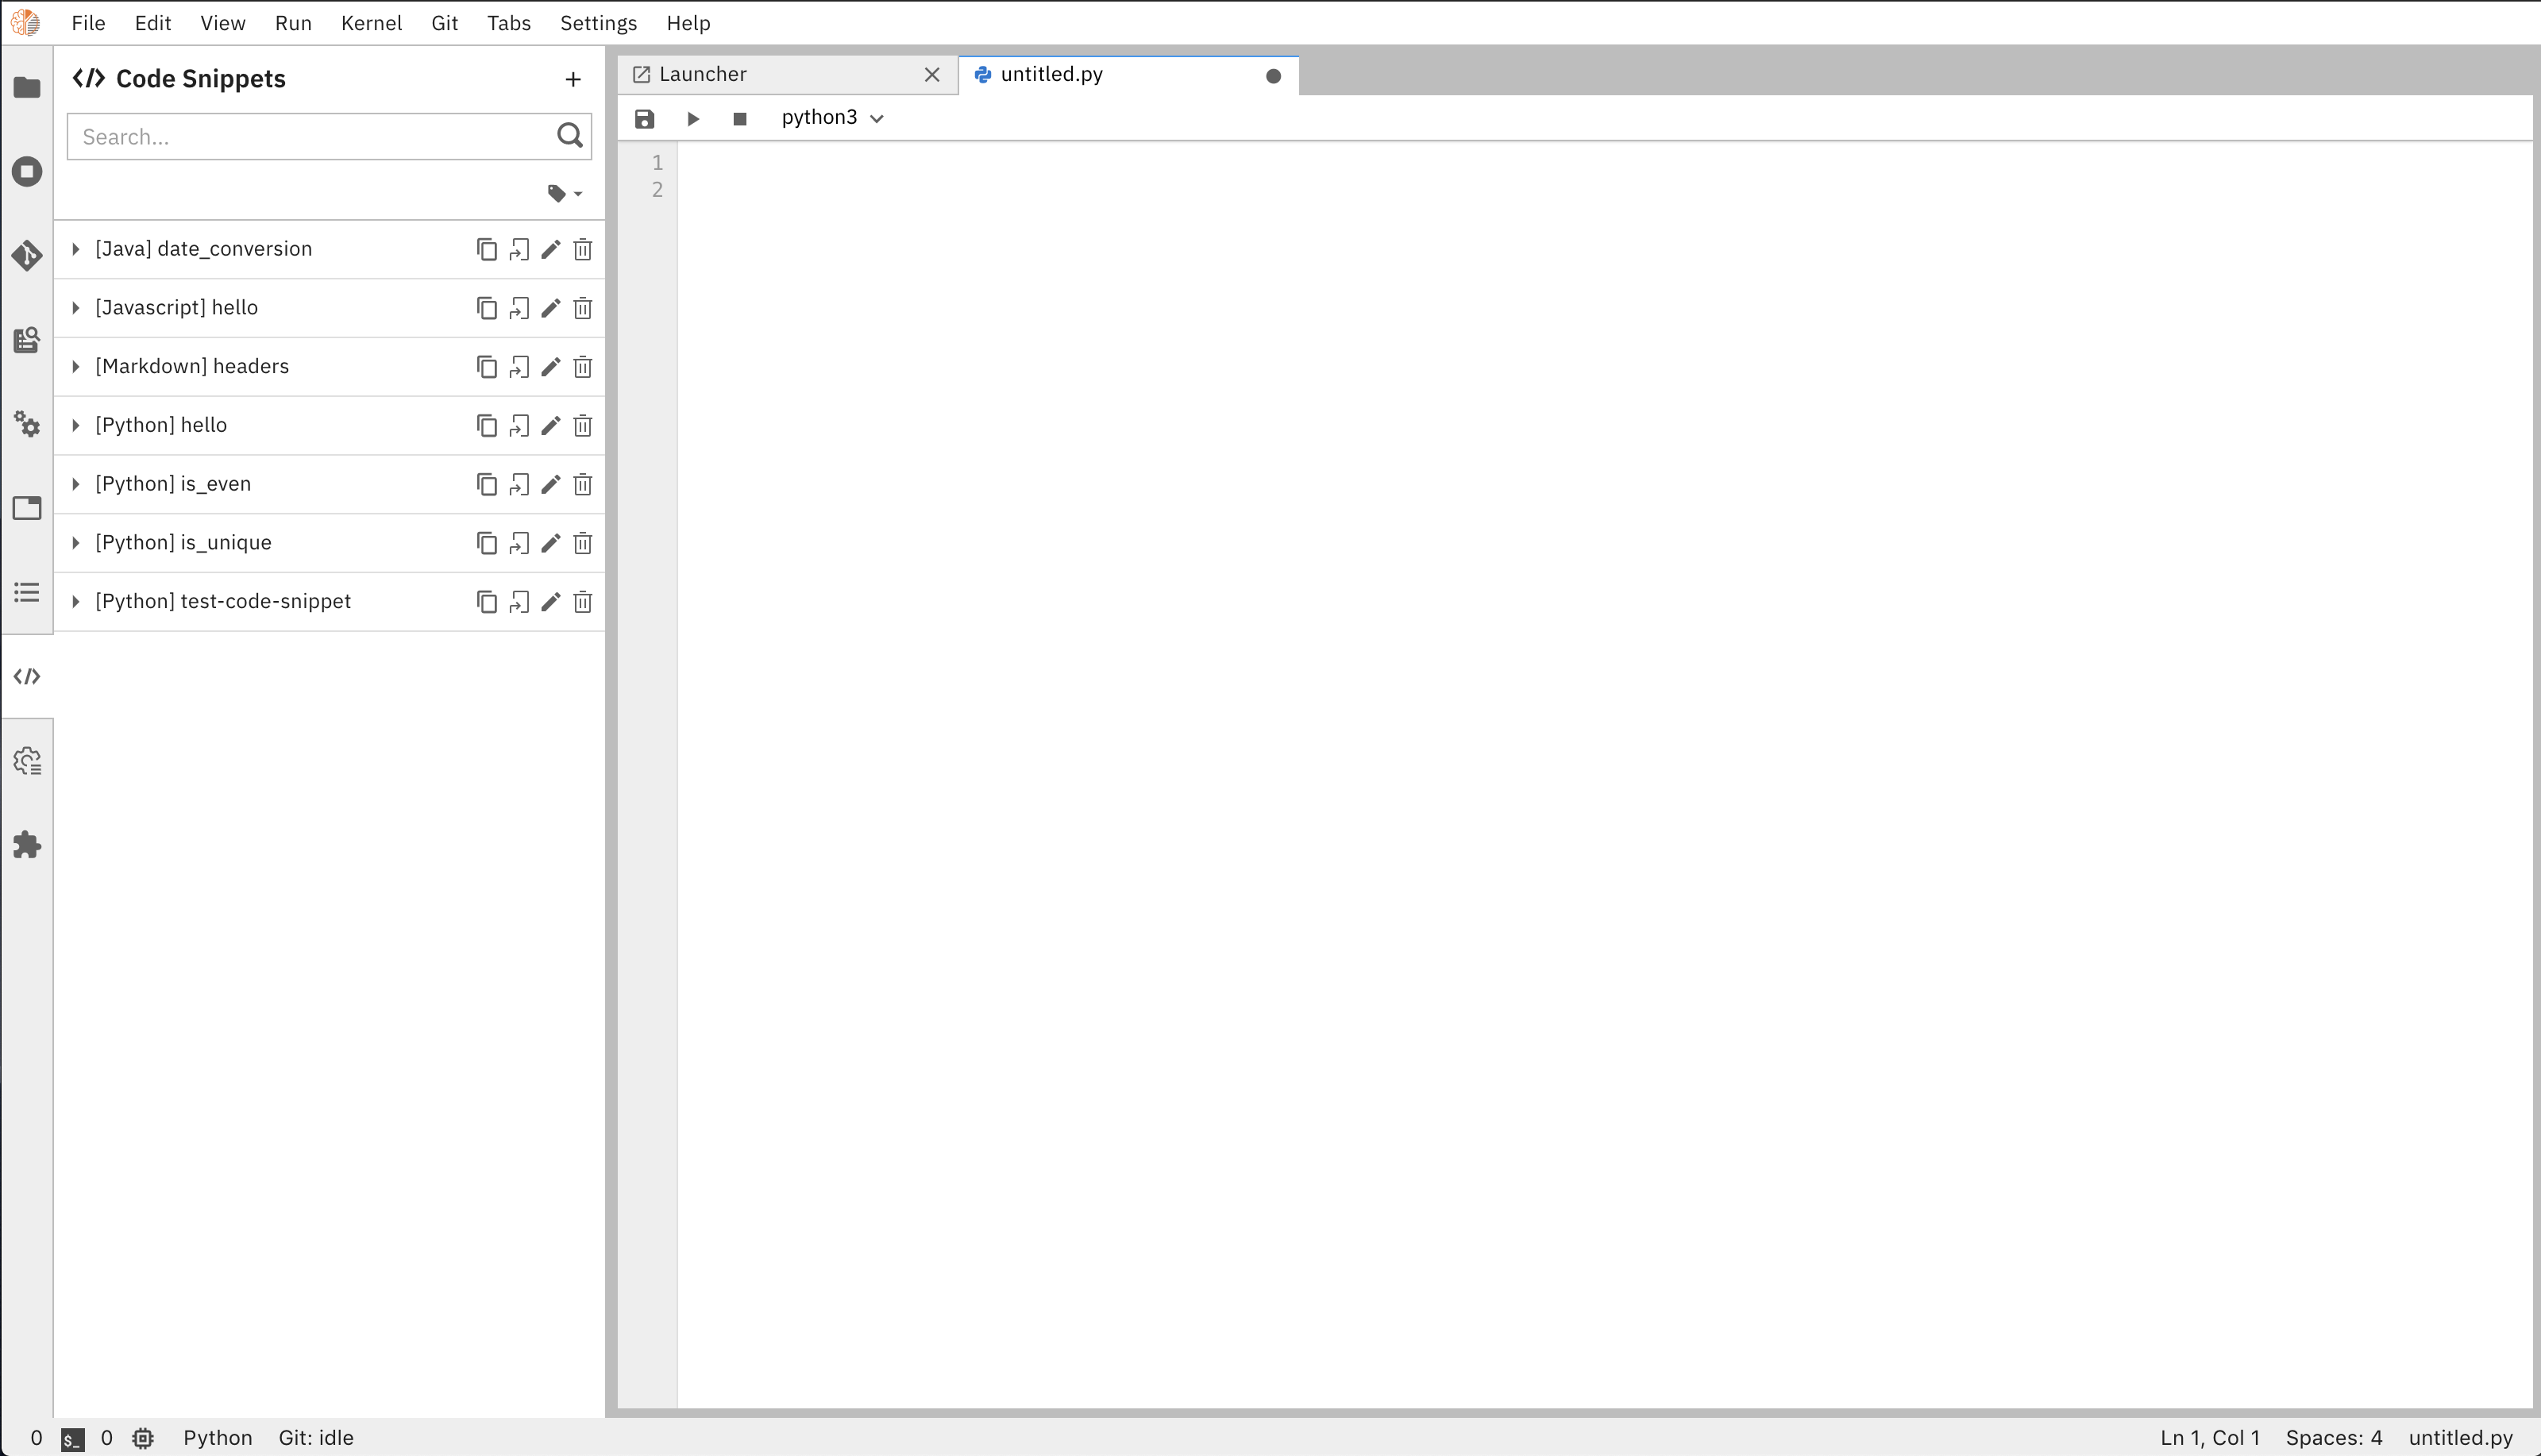 File Edit View Run Kernel Git Tabs Settings Help
</> Code Snippets +
Search...
[Java] date_conversion
[Javascript] hello
[Markdown] headers
[Python] hello
[Python] is_even
[Python] is_unique
[Python] test-code-snippet
Launcher
untitled.py
python3
1
2
0 $_ 0 Python Git: idle
Ln 1, Col 1 Spaces: 4 untitled.py